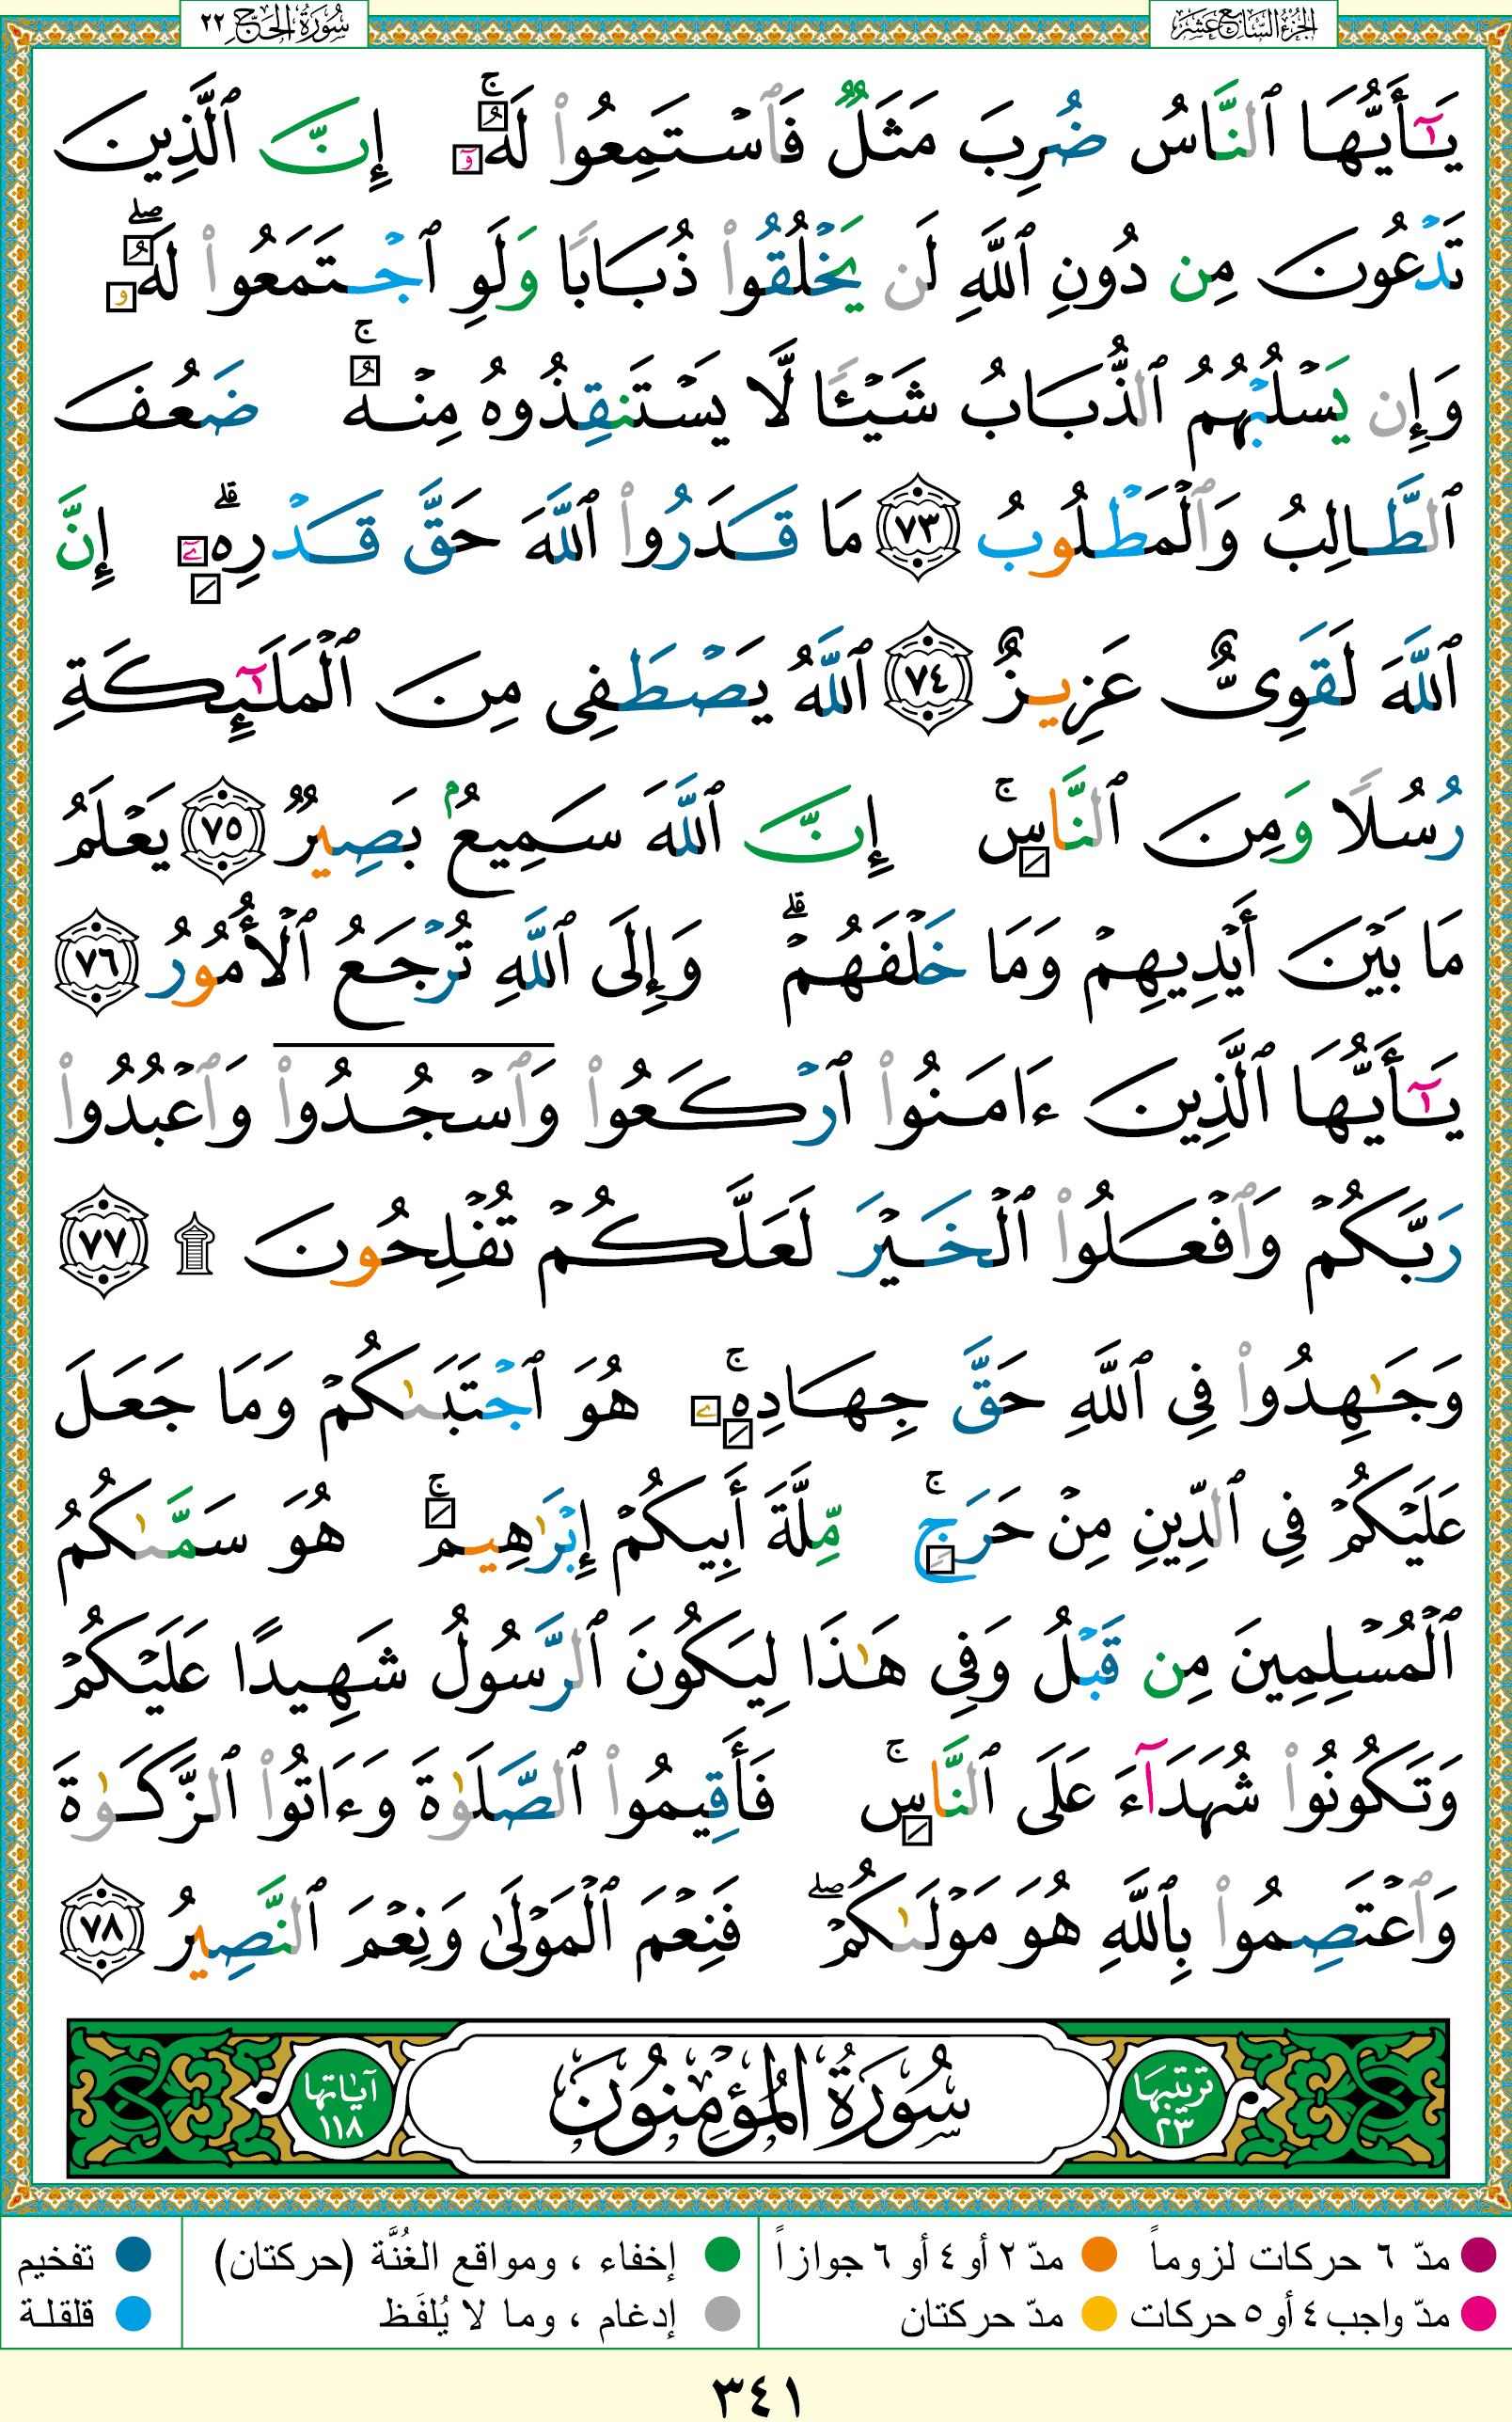 سُورَةُ الحَجِّ ٢٢
الجُزْءُ السَّابِعَ عَشَرَ
يَـٰٓأَيُّهَا ٱلنَّاسُ ضُرِبَ مَثَلٌ فَٱسْتَمِعُوا۟ لَهُۥٓ ۚ إِنَّ ٱلَّذِينَ
تَدْعُونَ مِن دُونِ ٱللَّهِ لَن يَخْلُقُوا۟ ذُبَابًا وَلَوِ ٱجْتَمَعُوا۟ لَهُۥ ۖ
وَإِن يَسْلُبْهُمُ ٱلذُّبَابُ شَيْـًٔا لَّا يَسْتَنقِذُوهُ مِنْهُ ۚ ضَعُفَ
ٱلطَّالِبُ وَٱلْمَطْلُوبُ ٧٣ مَا قَدَرُوا۟ ٱللَّهَ حَقَّ قَدْرِهِۦٓ ۗ إِنَّ
ٱللَّهَ لَقَوِىٌّ عَزِيزٌ ٧٤ ٱللَّهُ يَصْطَفِى مِنَ ٱلْمَلَـٰٓئِكَةِ
رُسُلًا وَمِنَ ٱلنَّاسِ ۚ إِنَّ ٱللَّهَ سَمِيعٌۢ بَصِيرٌ ٧٥ يَعْلَمُ
مَا بَيْنَ أَيْدِيهِمْ وَمَا خَلْفَهُمْ ۗ وَإِلَى ٱللَّهِ تُرْجَعُ ٱلْأُمُورُ ٧٦
يَـٰٓأَيُّهَا ٱلَّذِينَ ءَامَنُوا۟ ٱرْكَعُوا۟ وَٱسْجُدُوا۟ وَٱعْبُدُوا۟
رَبَّكُمْ وَٱفْعَلُوا۟ ٱلْخَيْرَ لَعَلَّكُمْ تُفْلِحُونَ ۩ ٧٧
وَجَـٰهِدُوا۟ فِى ٱللَّهِ حَقَّ جِهَادِهِۦ ۚ هُوَ ٱجْتَبَىٰكُمْ وَمَا جَعَلَ
عَلَيْكُمْ فِى ٱلدِّينِ مِنْ حَرَجٍ ۚ مِّلَّةَ أَبِيكُمْ إِبْرَٰهِيمَ ۚ هُوَ سَمَّىٰكُمُ
ٱلْمُسْلِمِينَ مِن قَبْلُ وَفِى هَـٰذَا لِيَكُونَ ٱلرَّسُولُ شَهِيدًا عَلَيْكُمْ
وَتَكُونُوا۟ شُهَدَآءَ عَلَى ٱلنَّاسِ ۚ فَأَقِيمُوا۟ ٱلصَّلَوٰةَ وَءَاتُوا۟ ٱلزَّكَوٰةَ
وَٱعْتَصِمُوا۟ بِٱللَّهِ هُوَ مَوْلَىٰكُمْ ۖ فَنِعْمَ ٱلْمَوْلَىٰ وَنِعْمَ ٱلنَّصِيرُ ٧٨
ترتيبها ٢٣
سُورَةُ المُؤْمِنُونَ
آياتها ١١٨
مدّ ٦ حركات لزوماً
مدّ ٢ أو ٤ أو ٦ جوازاً
إخفاء ، ومواقع الغُنَّة (حركتان)
تفخيم
مدّ واجب ٤ أو ٥ حركات
مدّ حركتان
إدغام ، وما لا يُلفَظ
قلقلة
٣٤١